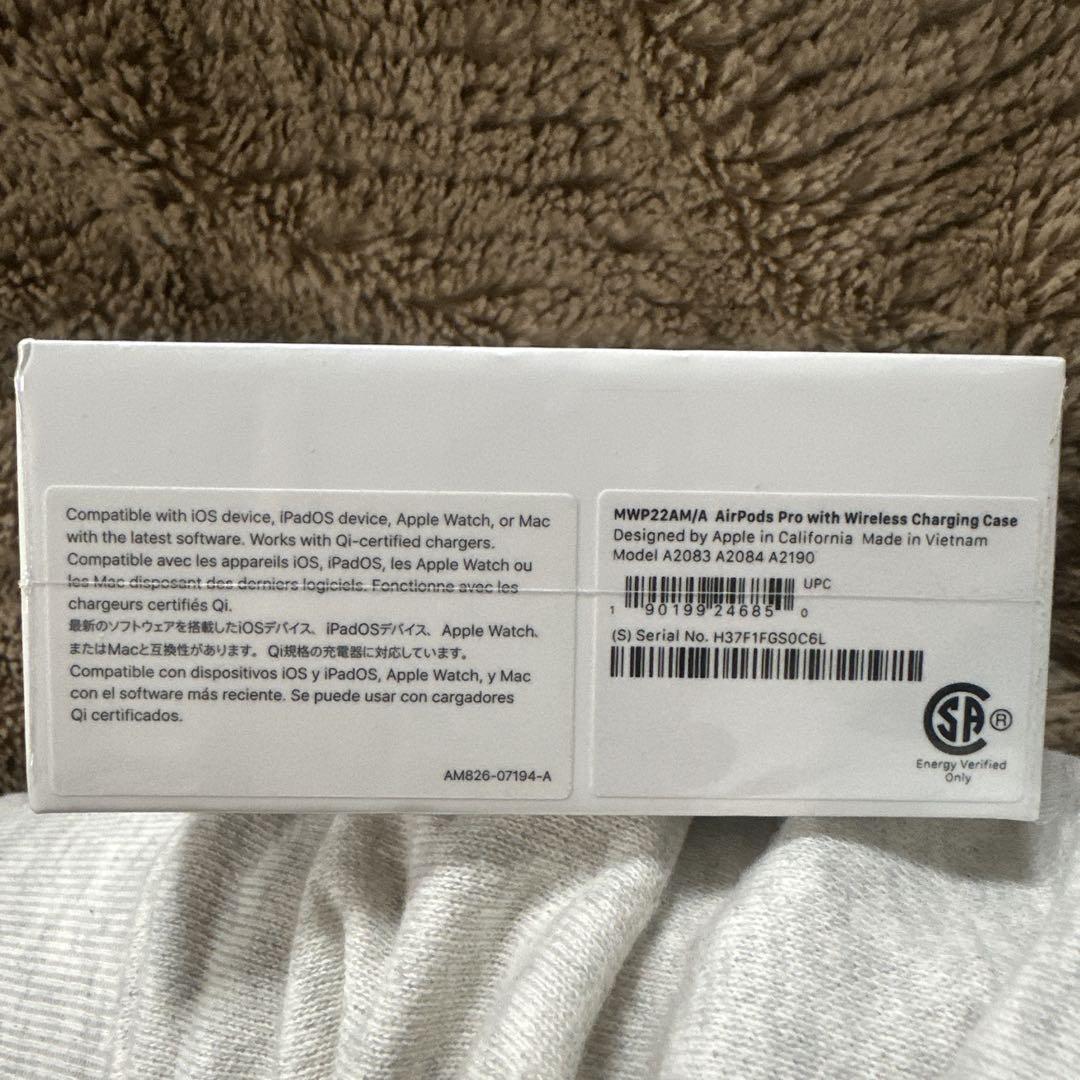 Compatible with iOS device, iPadOS device, Apple Watch, or Mac
with the latest software. Works with Qi-certified chargers.
Compatible avec les appareils iOS, iPadOS, les Apple Watch ou
les Mac disposant des derniers logiciels. Fonctionne avec les
chargeurs certifiés Qi.
最新のソフトウェアを搭載したiOSデバイス、iPadOSデバイス、Apple Watch、
またはMacと互換性があります。Qi規格の充電器に対応しています。
Compatible con dispositivos iOS y iPadOS, Apple Watch, y Mac
con el software más reciente. Se puede usar con cargadores
Qi certificados.
AM826-07194-A
MWP22AM/A AirPods Pro with Wireless Charging Case
Designed by Apple in California Made in Vietnam
Model A2083 A2084 A2190
UPC
1 90199 24685 0
(S) Serial No. H37F1FGS0C6L
SA ®
Energy Verified
Only